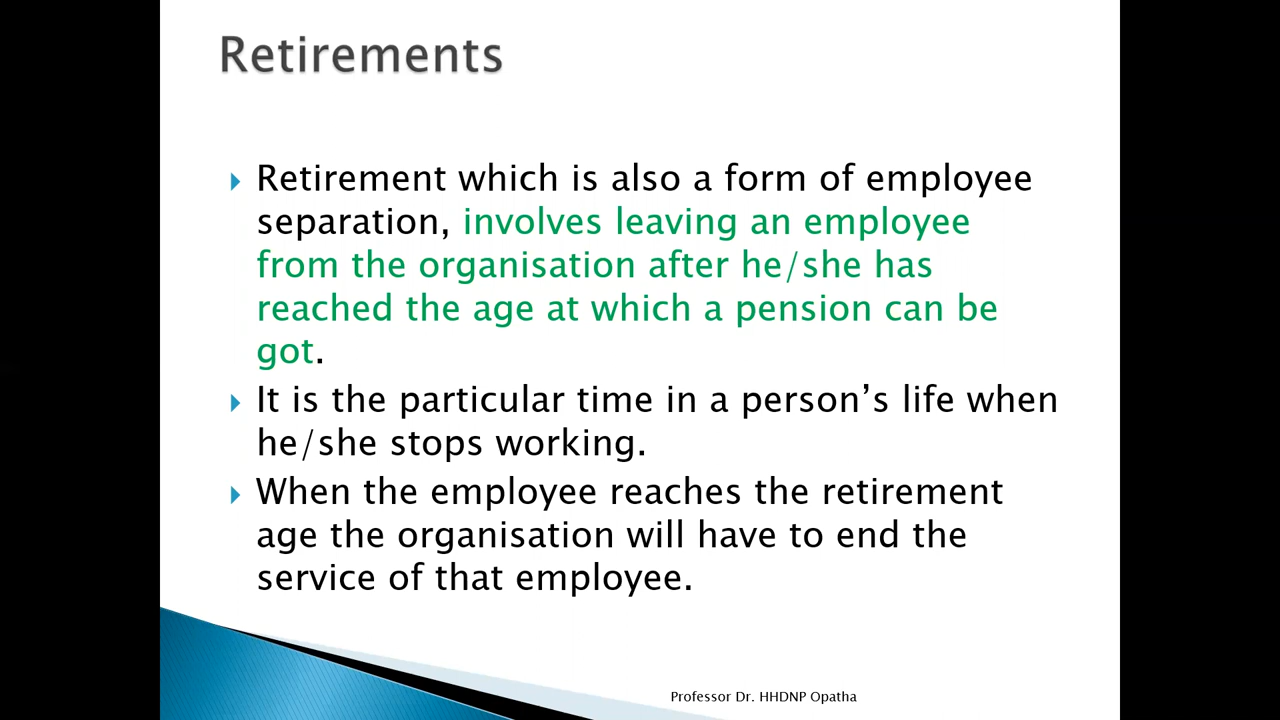 Retirements
Retirement which is also a form of employee
separation, involves leaving an employee
from the organisation after he/she has
reached the age at which a pension can be
got.
It is the particular time in a person’s life when
he/she stops working.
When the employee reaches the retirement
age the organisation will have to end the
service of that employee.
Professor Dr. HHDNP Opatha